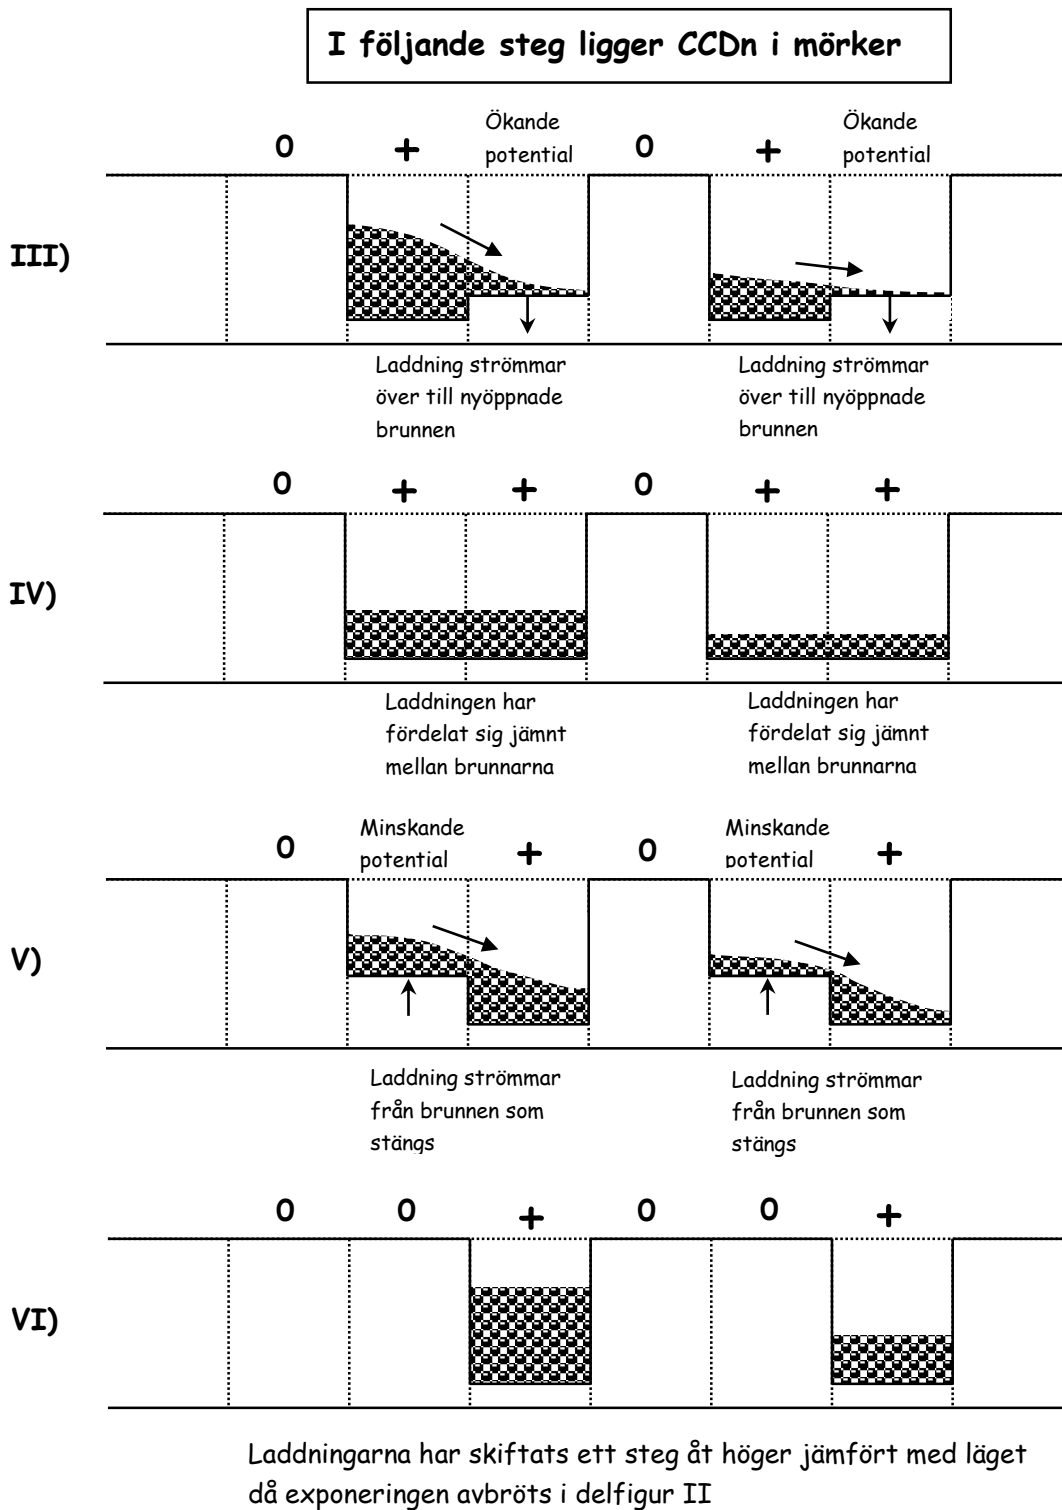 I följande steg ligger CCDn i mörker
Ökande
potential
Ökande
potential
0 + 0 +
III)
Laddning strömmar
över till nyöppnade
brunnen
Laddning strömmar
över till nyöppnade
brunnen
0 + + 0 + +
IV)
Laddningen har
fördelat sig jämnt
mellan brunnarna
Laddningen har
fördelat sig jämnt
mellan brunnarna
Minskande
potential
Minskande
potential
0 + 0 +
V)
Laddning strömmar
från brunnen som
stängs
Laddning strömmar
från brunnen som
stängs
0 0 + 0 0 +
VI)
Laddningarna har skiftats ett steg åt höger jämfört med läget
då exponeringen avbröts i delfigur II